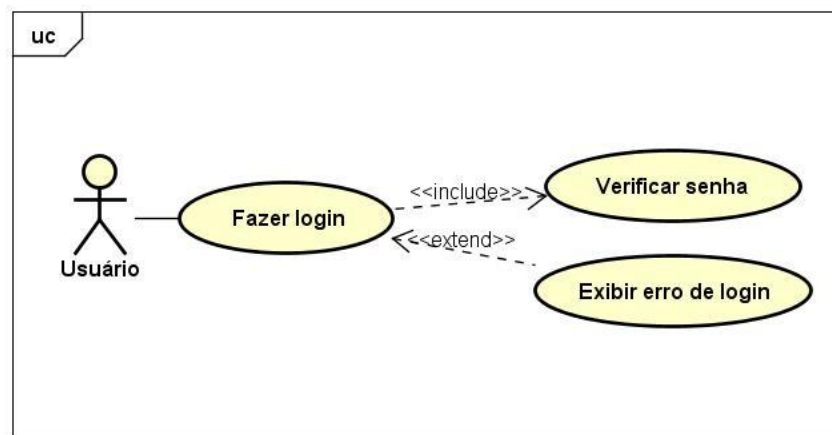 uc
<<include>>
Verificar senha
Fazer login
<<extend>>
Usuário
Exibir erro de login